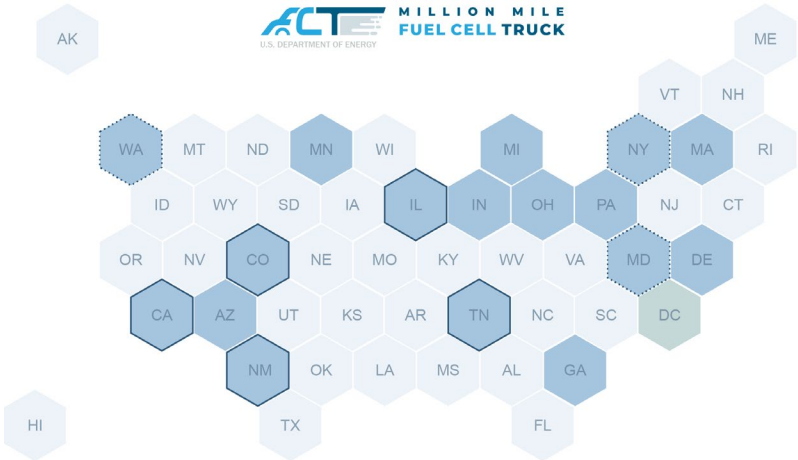 FCT
MILLION MILE
FUEL CELL TRUCK
U.S. DEPARTMENT OF ENERGY
AK
ME
VT
NH
WA
MT
ND
MN
WI
MI
NY
MA
RI
ID
WY
SD
IA
IL
IN
OH
PA
NJ
CT
OR
NV
CO
NE
MO
KY
WV
VA
MD
DE
CA
AZ
UT
KS
AR
TN
NC
SC
DC
NM
OK
LA
MS
AL
GA
HI
TX
FL